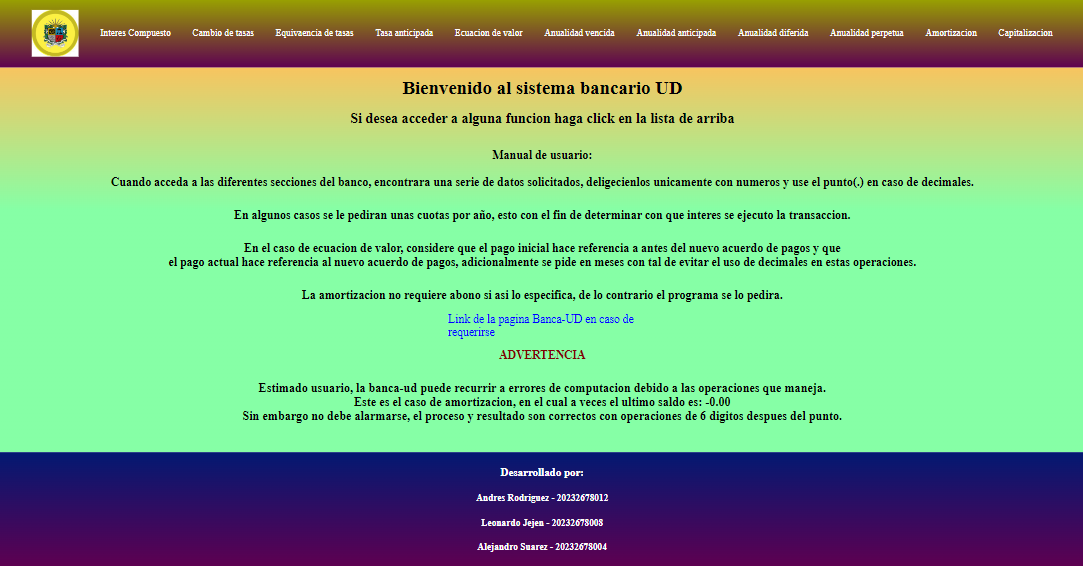 Interes Compuesto Cambio de tasas Equivaencia de tasas Tasa anticipada Ecuacion de valor Anualidad vencida Anualidad anticipada Anualidad diferida Anualidad perpetua Amortizacion Capitalizacion
Bienvenido al sistema bancario UD
Si desea acceder a alguna funcion haga click en la lista de arriba
Manual de usuario:
Cuando acceda a las diferentes secciones del banco, encontrara una serie de datos solicitados, deligecienlos unicamente con numeros y use el punto(.) en caso de decimales.
En algunos casos se le pediran unas cuotas por año, esto con el fin de determinar con que interes se ejecuto la transaccion.
En el caso de ecuacion de valor, considere que el pago inicial hace referencia a antes del nuevo acuerdo de pagos y que
el pago actual hace referencia al nuevo acuerdo de pagos, adicionalmente se pide en meses con tal de evitar el uso de decimales en estas operaciones.
La amortizacion no requiere abono si asi lo especifica, de lo contrario el programa se lo pedira.
Link de la pagina Banca-UD en caso de
requerirse
ADVERTENCIA
Estimado usuario, la banca-ud puede recurrir a errores de computacion debido a las operaciones que maneja.
Este es el caso de amortizacion, en el cual a veces el ultimo saldo es: -0.00
Sin embargo no debe alarmarse, el proceso y resultado son correctos con operaciones de 6 digitos despues del punto.
Desarrollado por:
Andres Rodriguez - 20232678012
Leonardo Jejen - 20232678008
Alejandro Suarez - 20232678004